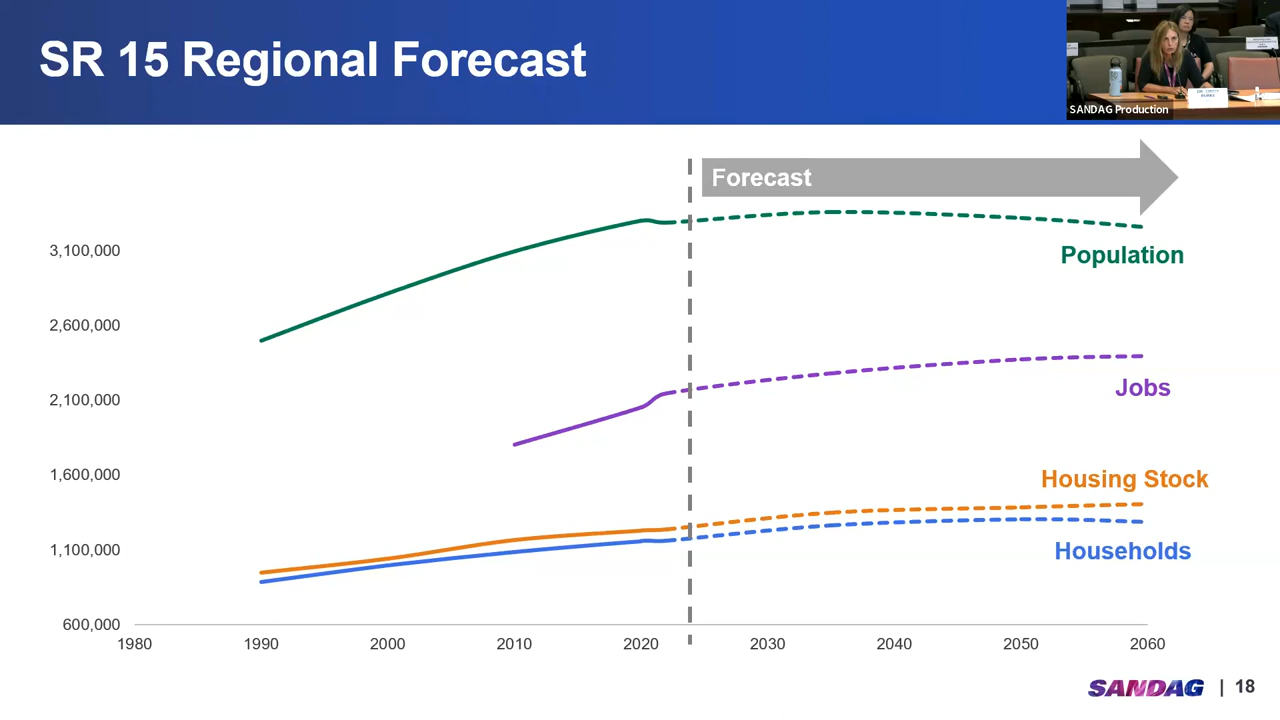 SR 15 Regional Forecast
SANDAG Production
Forecast
3,100,000
Population
2,600,000
2,100,000
Jobs
1,600,000
Housing Stock
1,100,000
Households
600,000
1980 1990 2000 2010 2020 2030 2040 2050 2060
SANDAG | 18